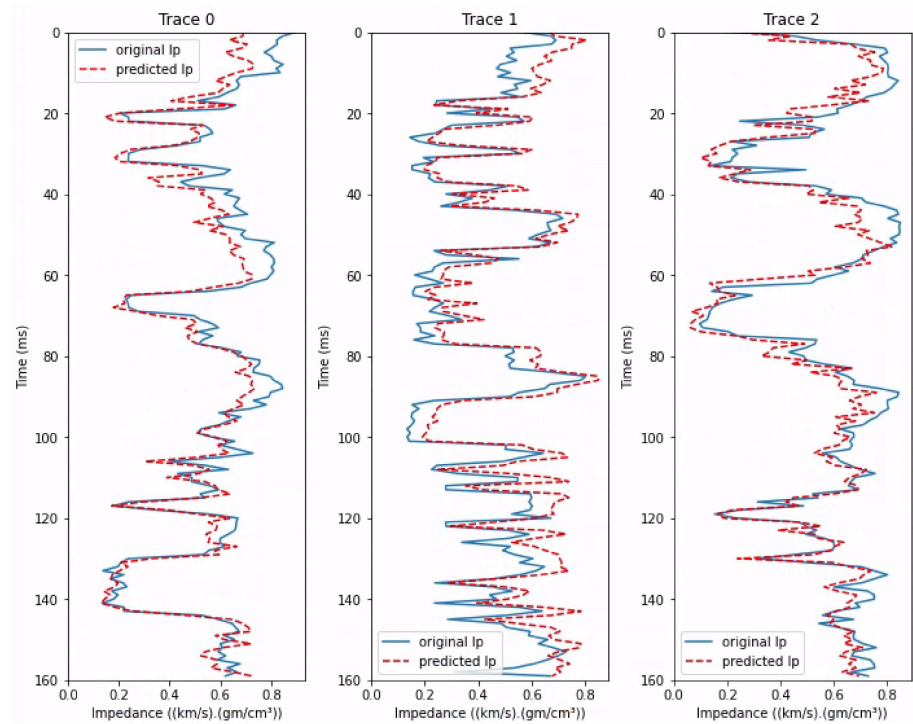 Trace 0
original Ip
predicted Ip
0
20
40
60
80
100
120
140
160
Time (ms)
0.0 0.2 0.4 0.6 0.8
Impedance ((km/s).(gm/cm³))
Trace 1
0
20
40
60
80
100
120
140
160
Time (ms)
original Ip
predicted Ip
0.0 0.2 0.4 0.6 0.8
Impedance ((km/s).(gm/cm³))
Trace 2
0
20
40
60
80
100
120
140
160
Time (ms)
original Ip
predicted Ip
0.0 0.2 0.4 0.6 0.8
Impedance ((km/s).(gm/cm³))